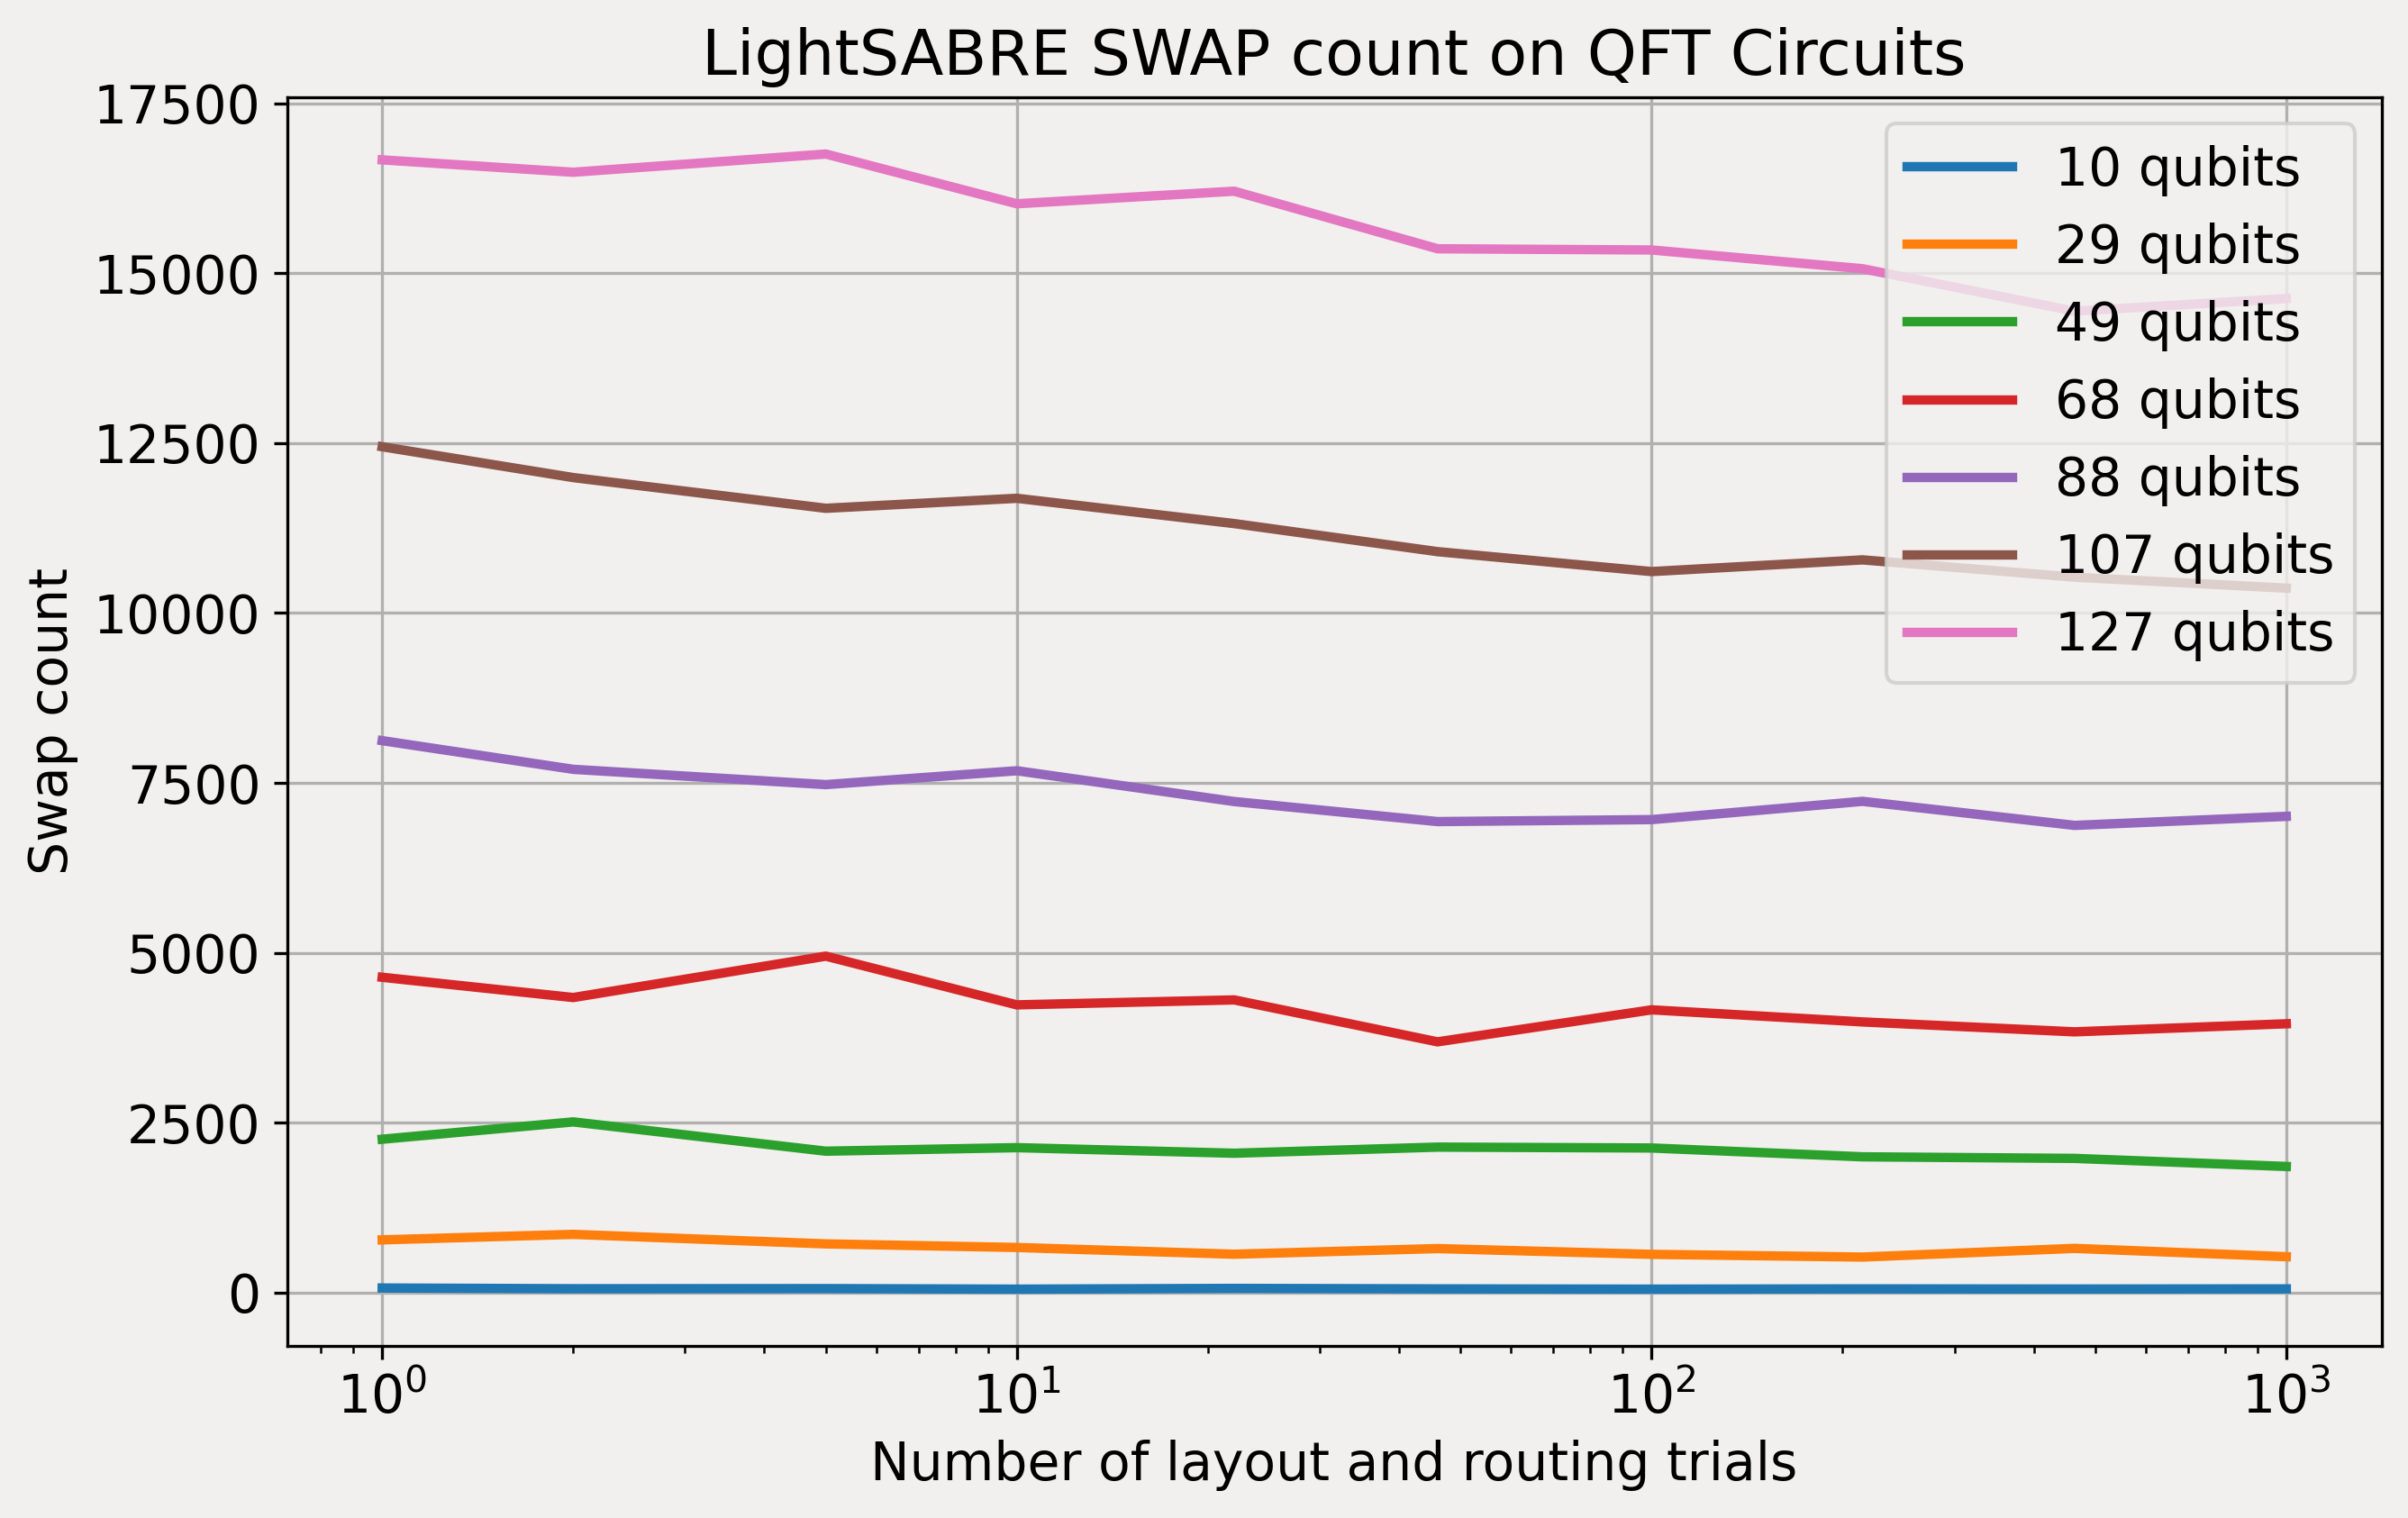 LightSABRE SWAP count on QFT Circuits
17500
15000
12500
10000
7500
5000
2500
0
Swap count
10 qubits
29 qubits
49 qubits
68 qubits
88 qubits
107 qubits
127 qubits
10⁰ 10¹ 10² 10³
Number of layout and routing trials